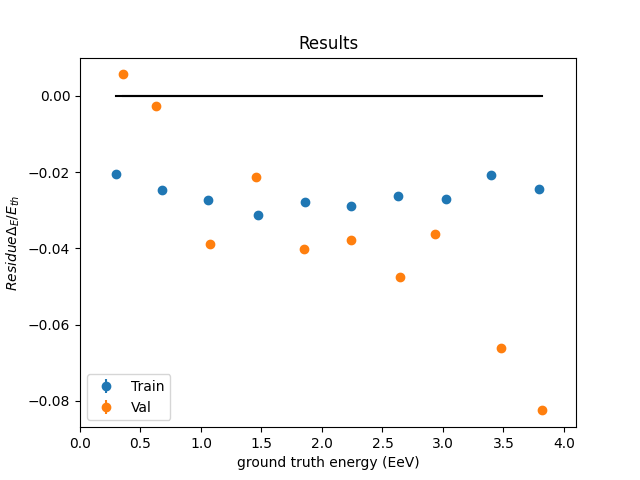 Results
0.00
−0.02
−0.04
−0.06
−0.08
Residue Δ_E/E_th
Train
Val
0.0 0.5 1.0 1.5 2.0 2.5 3.0 3.5 4.0
ground truth energy (EeV)